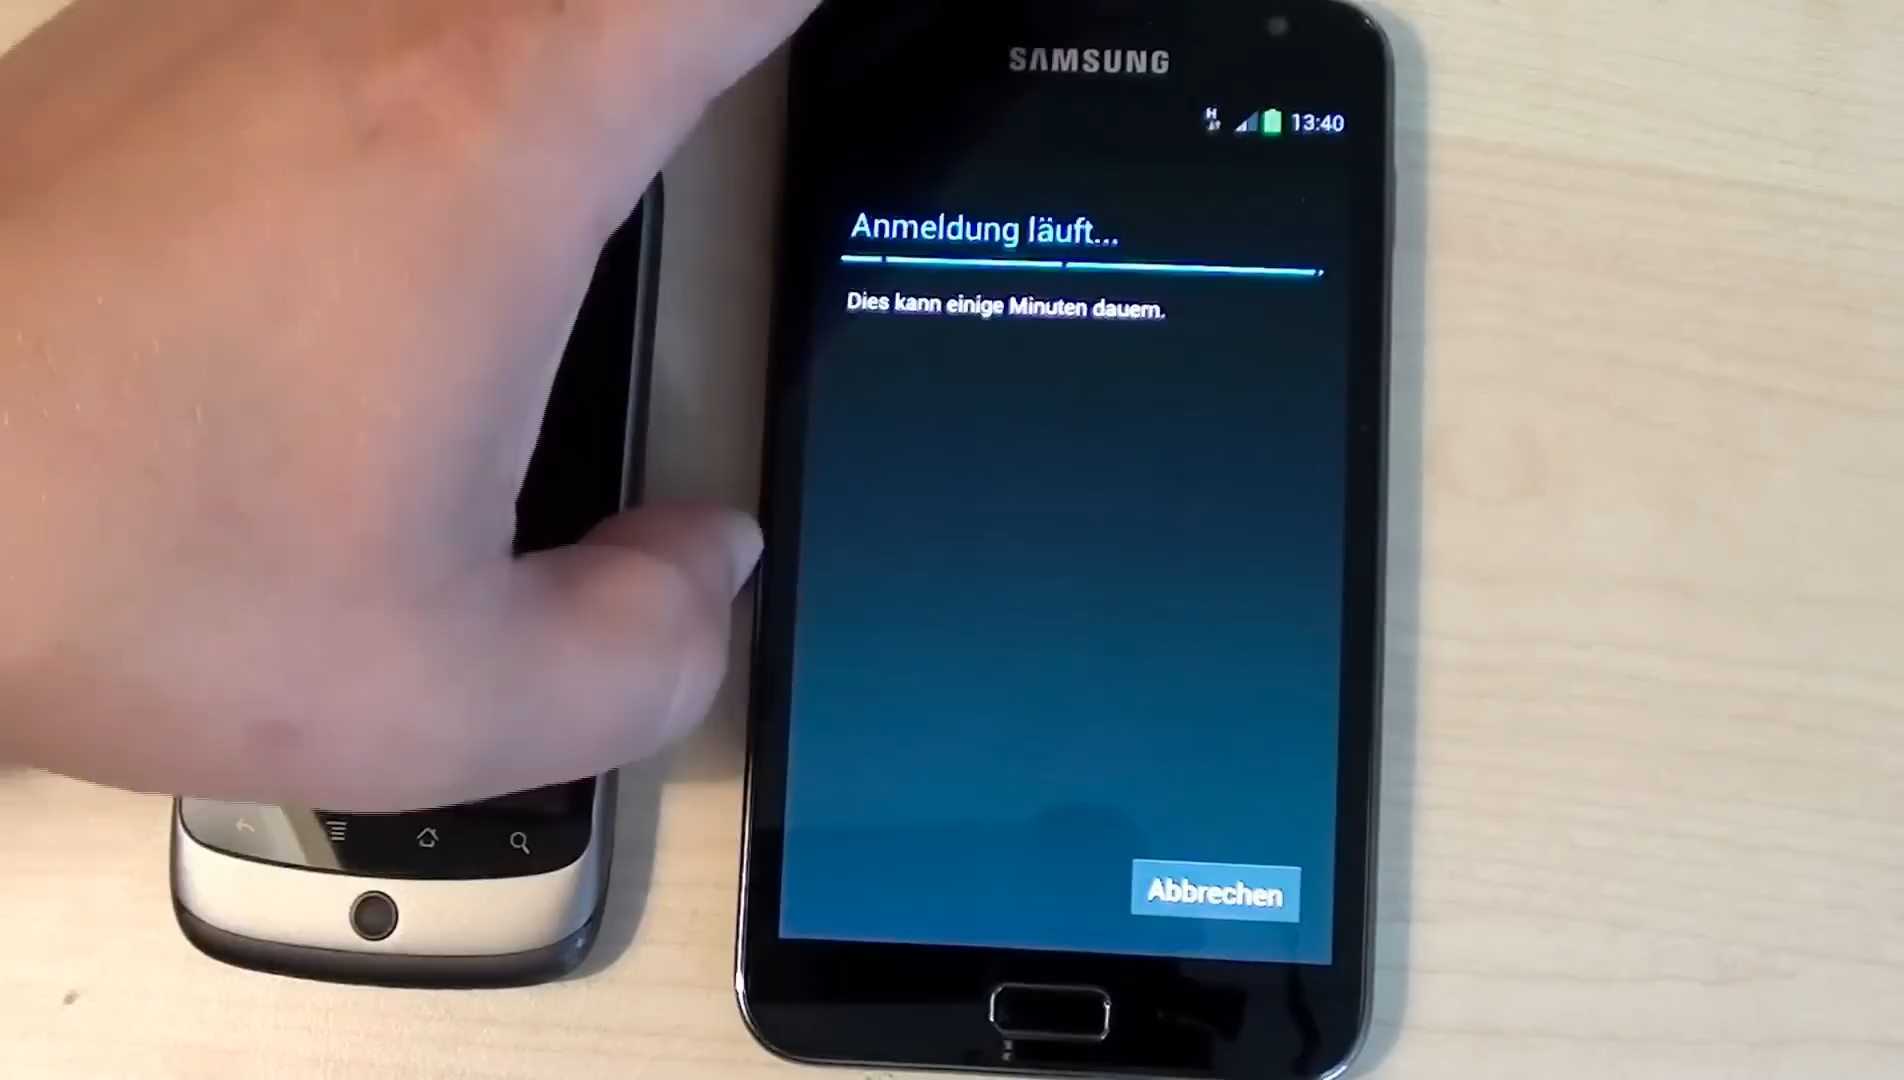 SAMSUNG
H 13:40
Anmeldung läuft...
Dies kann einige Minuten dauern.
Abbrechen